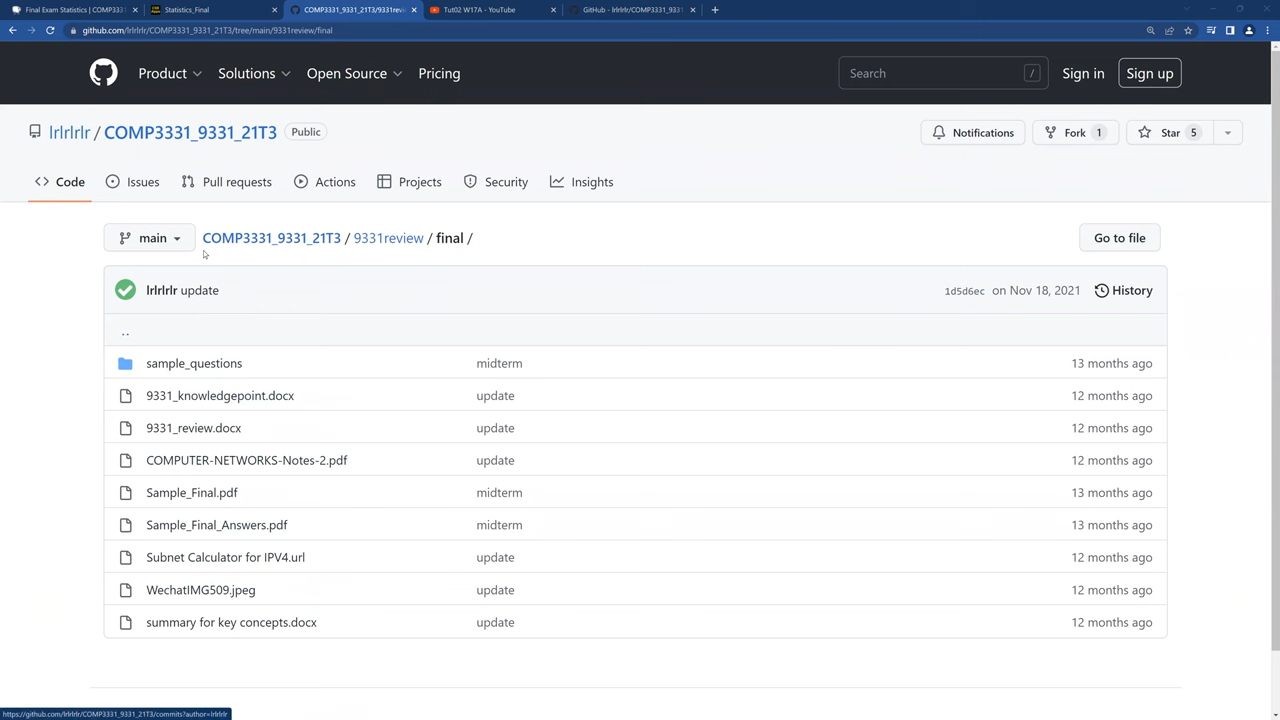 Final Exam Statistics | COMP3331
Statistics_Final
COMP3331_9331_21T3/9331revi
Tut02 W17A - YouTube
GitHub - lrlrlrlr/COMP3331_993
github.com/lrlrlrlr/COMP3331_9331_21T3/tree/main/9331review/final
Product Solutions Open Source Pricing Search / Sign in Sign up
lrlrlrlr / COMP3331_9331_21T3 Public Notifications Fork 1 Star 5
Code Issues Pull requests Actions Projects Security Insights
main COMP3331_9331_21T3 / 9331review / final / Go to file
lrlrlrlr update 1d5d6ec on Nov 18, 2021 History
..
sample_questions midterm 13 months ago
9331_knowledgepoint.docx update 12 months ago
9331_review.docx update 12 months ago
COMPUTER-NETWORKS-Notes-2.pdf update 12 months ago
Sample_Final.pdf midterm 13 months ago
Sample_Final_Answers.pdf midterm 13 months ago
Subnet Calculator for IPV4.url update 12 months ago
WechatIMG509.jpeg update 12 months ago
summary for key concepts.docx update 12 months ago
https://github.com/lrlrlrlr/COMP3331_9331_21T3/commits?author=lrlrlrlr